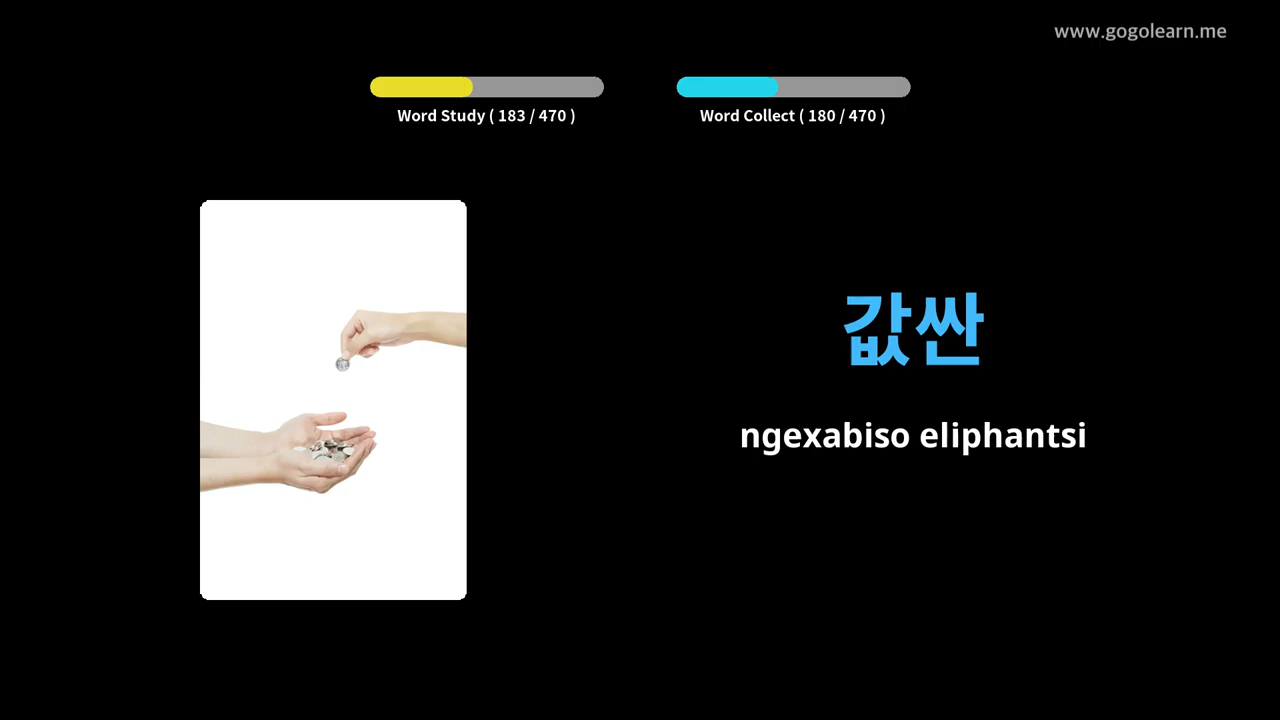 www.gogolearn.me
Word Study ( 183 / 470 )
Word Collect ( 180 / 470 )
값싼
ngexabiso eliphantsi